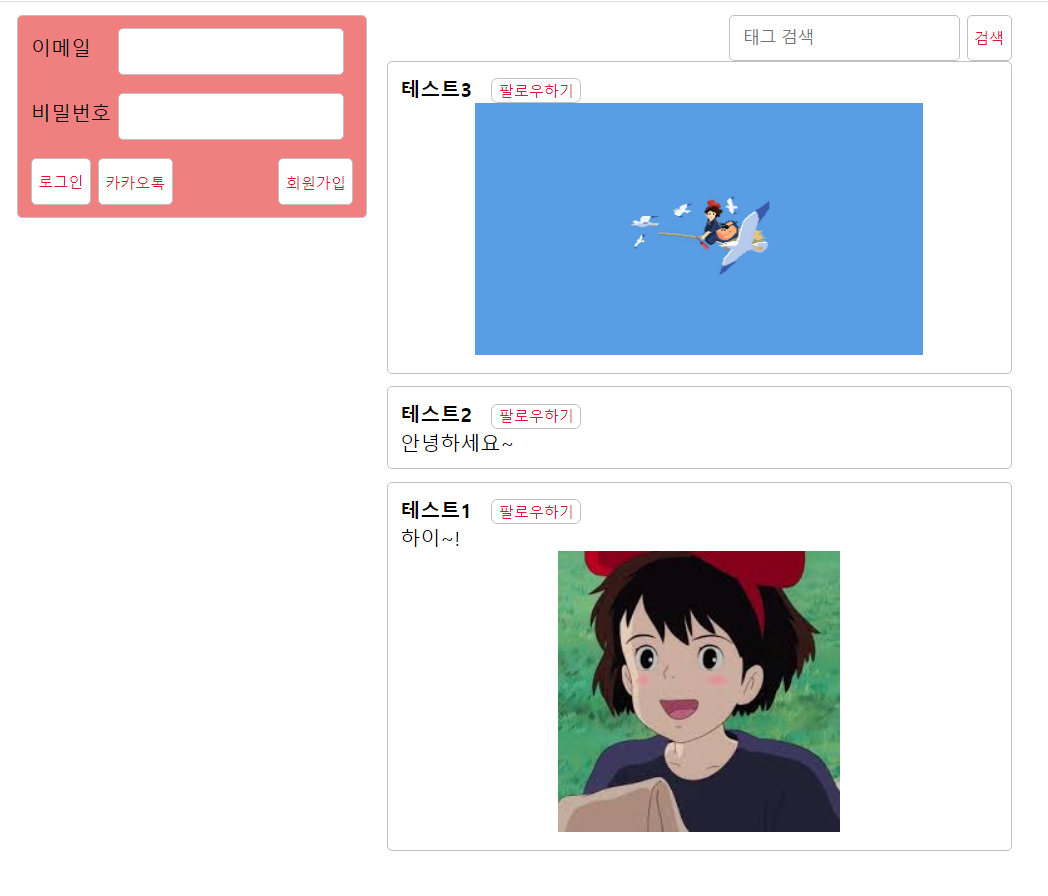 이메일
비밀번호
로그인 카카오톡 회원가입
태그 검색 검색
테스트3 팔로우하기
테스트2 팔로우하기
안녕하세요~
테스트1 팔로우하기
하이~!